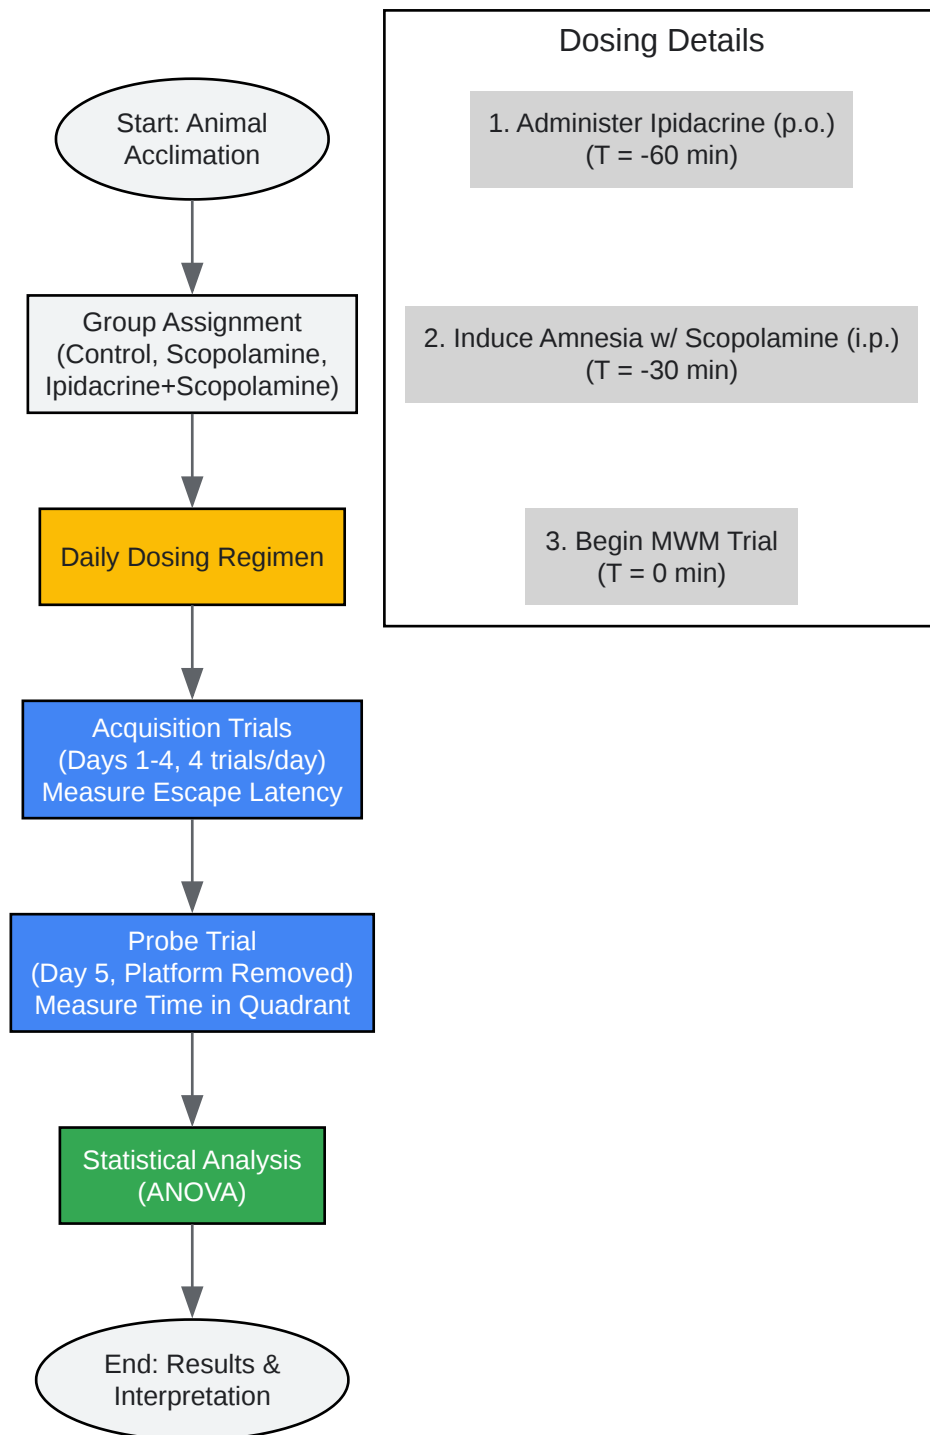 Start: Animal
Acclimation
Group Assignment
(Control, Scopolamine,
Ipidacrine+Scopolamine)
Daily Dosing Regimen
Acquisition Trials
(Days 1-4, 4 trials/day)
Measure Escape Latency
Probe Trial
(Day 5, Platform Removed)
Measure Time in Quadrant
Statistical Analysis
(ANOVA)
End: Results &
Interpretation
Dosing Details
1. Administer Ipidacrine (p.o.)
(T = -60 min)
2. Induce Amnesia w/ Scopolamine (i.p.)
(T = -30 min)
3. Begin MWM Trial
(T = 0 min)